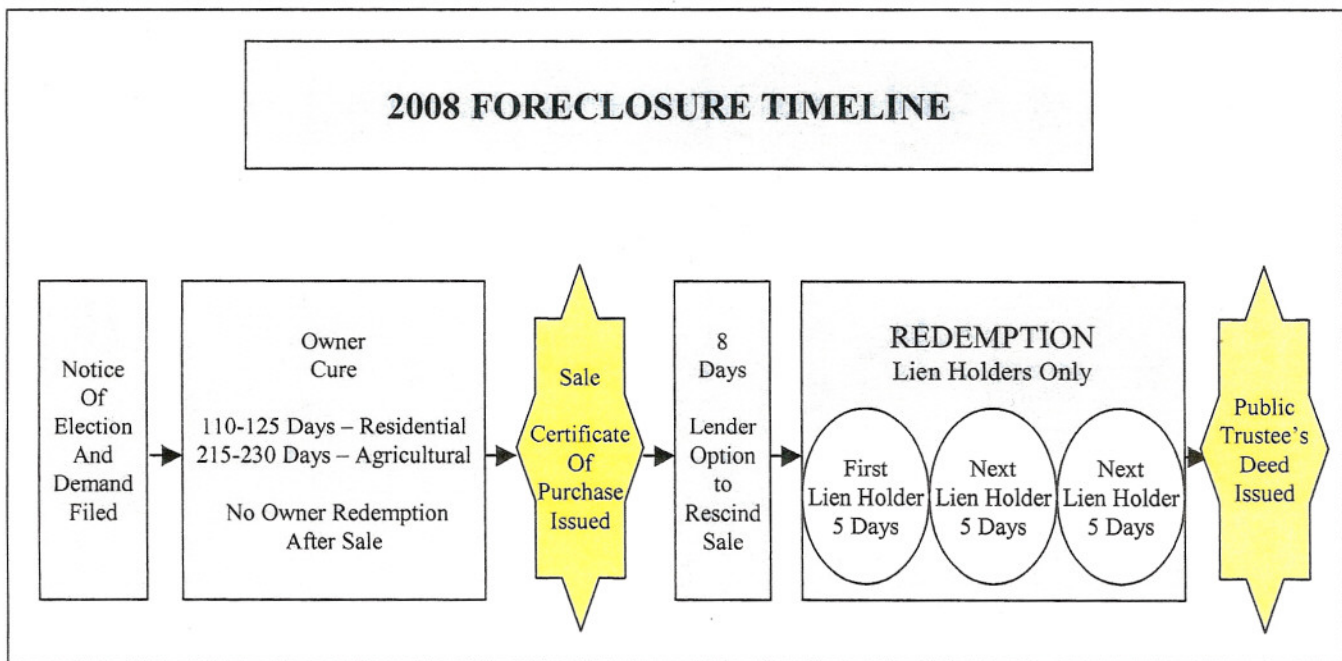 2008 FORECLOSURE TIMELINE
Notice
Of
Election
And
Demand
Filed
Owner
Cure
110-125 Days – Residential
215-230 Days – Agricultural
No Owner Redemption
After Sale
Sale
Certificate
Of
Purchase
Issued
8
Days
Lender
Option
to
Rescind
Sale
REDEMPTION
Lien Holders Only
First
Lien Holder
5 Days
Next
Lien Holder
5 Days
Next
Lien Holder
5 Days
Public
Trustee’s
Deed
Issued